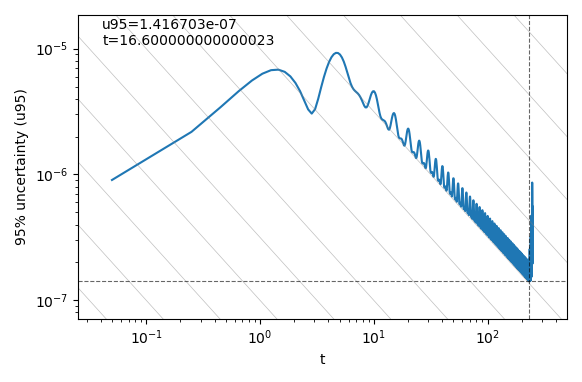 u95=1.416703e-07
t=16.600000000000023
10⁻⁵
10⁻⁶
10⁻⁷
95% uncertainty (u95)
10⁻¹
10⁰
10¹
10²
t